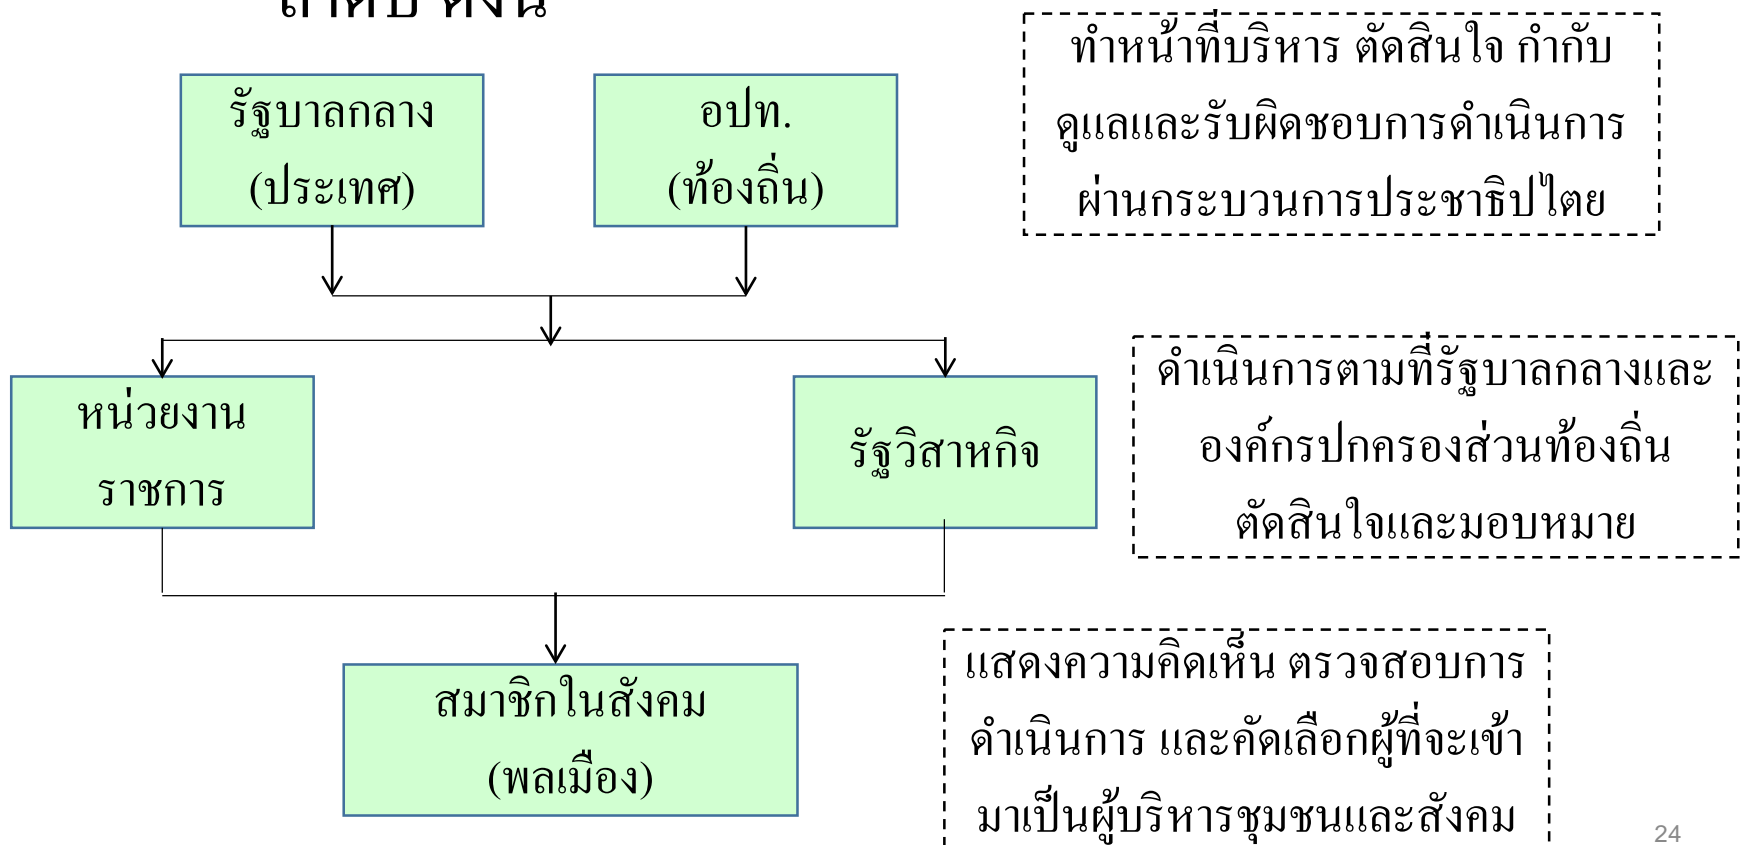 รัฐบาลกลาง
(ประเทศ)
อปท.
(ท้องถิ่น)
ทำหน้าที่บริหาร ตัดสินใจ กำกับ
ดูแลและรับผิดชอบการดำเนินการ
ผ่านกระบวนการประชาธิปไตย
หน่วยงาน
ราชการ
รัฐวิสาหกิจ
ดำเนินการตามที่รัฐบาลกลางและ
องค์กรปกครองส่วนท้องถิ่น
ตัดสินใจและมอบหมาย
สมาชิกในสังคม
(พลเมือง)
แสดงความคิดเห็น ตรวจสอบการ
ดำเนินการ และคัดเลือกผู้ที่จะเข้า
มาเป็นผู้บริหารชุมชนและสังคม
24